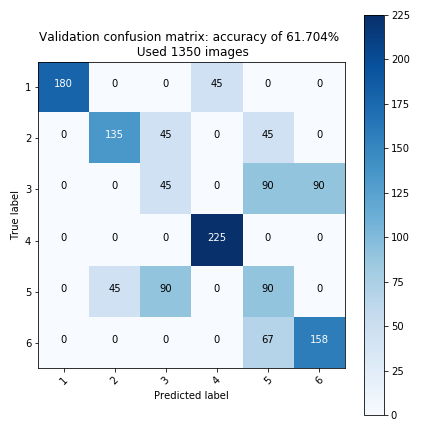 Validation confusion matrix: accuracy of 61.704%
Used 1350 images
1 180 0 0 45 0 0
2 0 135 45 0 45 0
3 0 0 45 0 90 90
4 0 0 0 225 0 0
5 0 45 90 0 90 0
6 0 0 0 0 67 158
1 2 3 4 5 6
True label
Predicted label
225
200
175
150
125
100
75
50
25
0